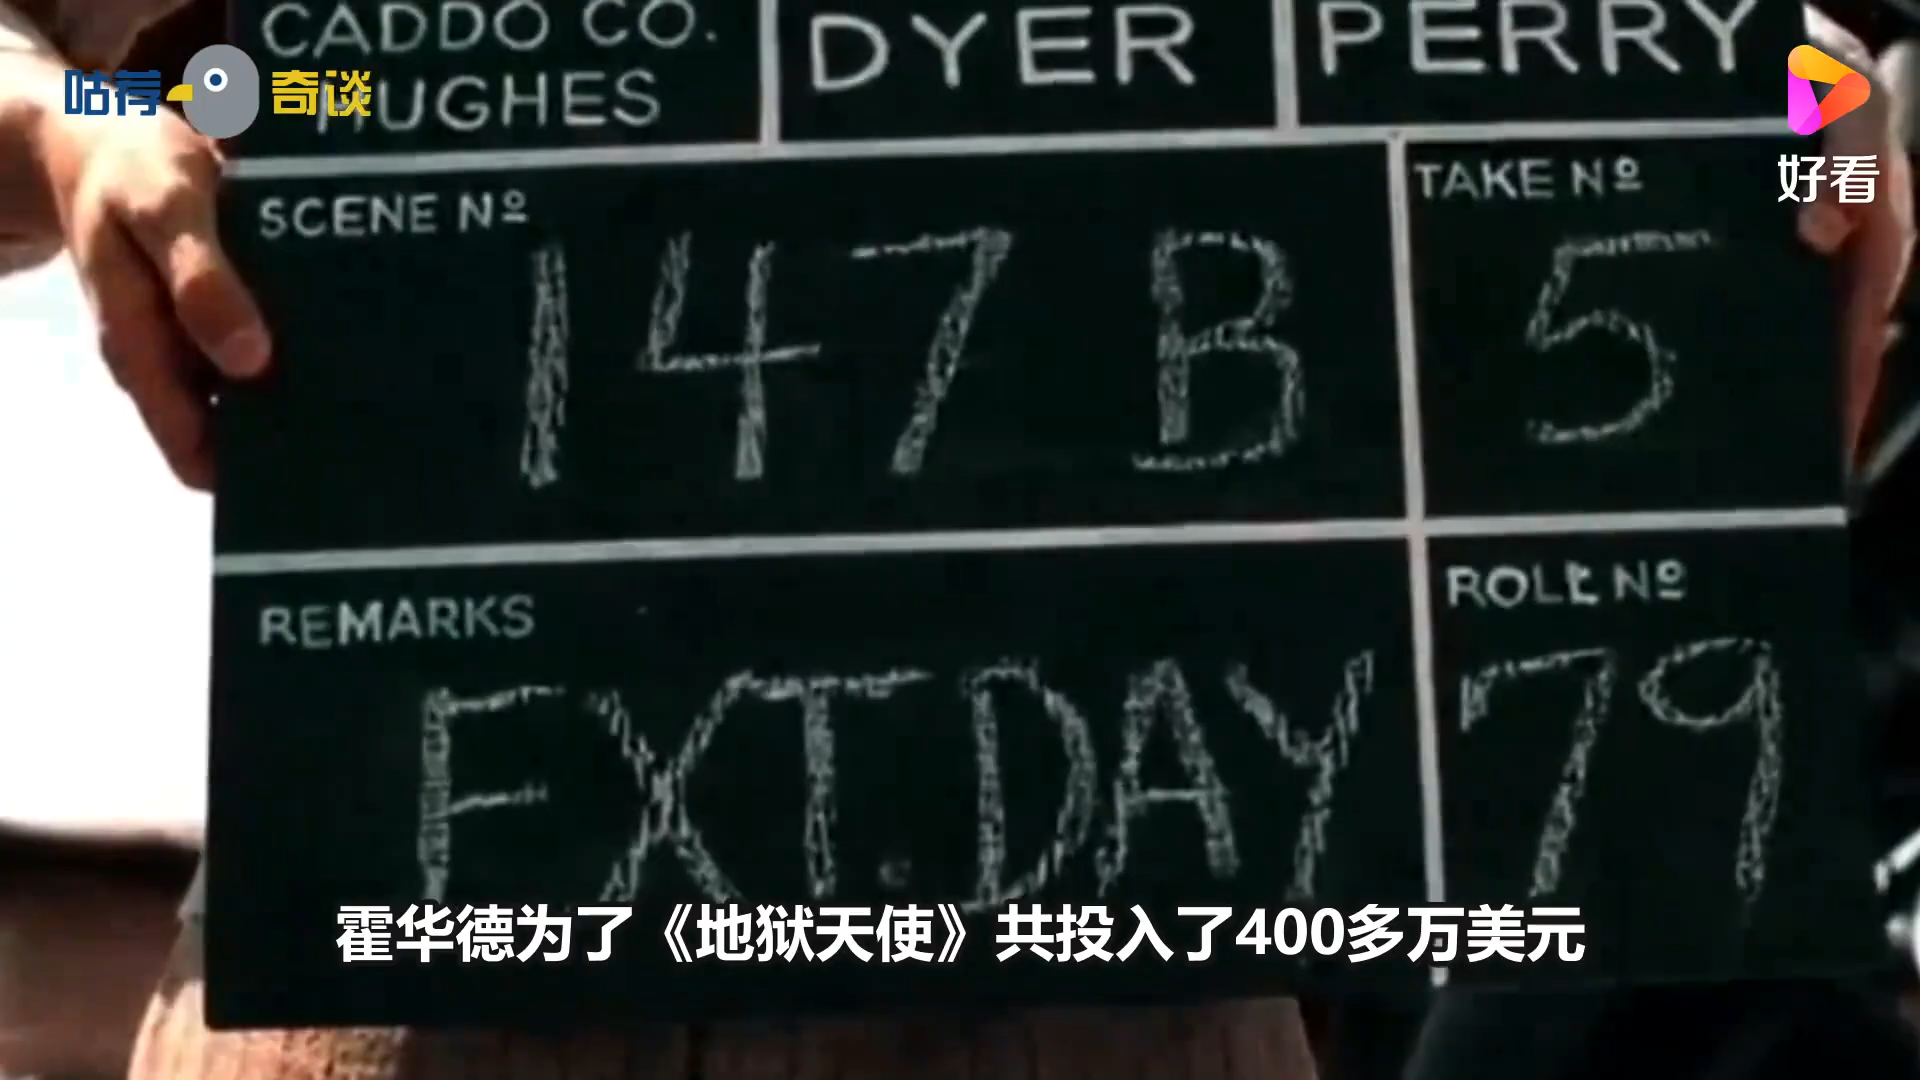 CADDO CO.
HUGHES
DYER
PERRY
咕荐 奇谈
好看
SCENE Nº
147 B
TAKE Nº
5
REMARKS
EXT. DAY
ROLL Nº
79
霍华德为了《地狱天使》共投入了400多万美元